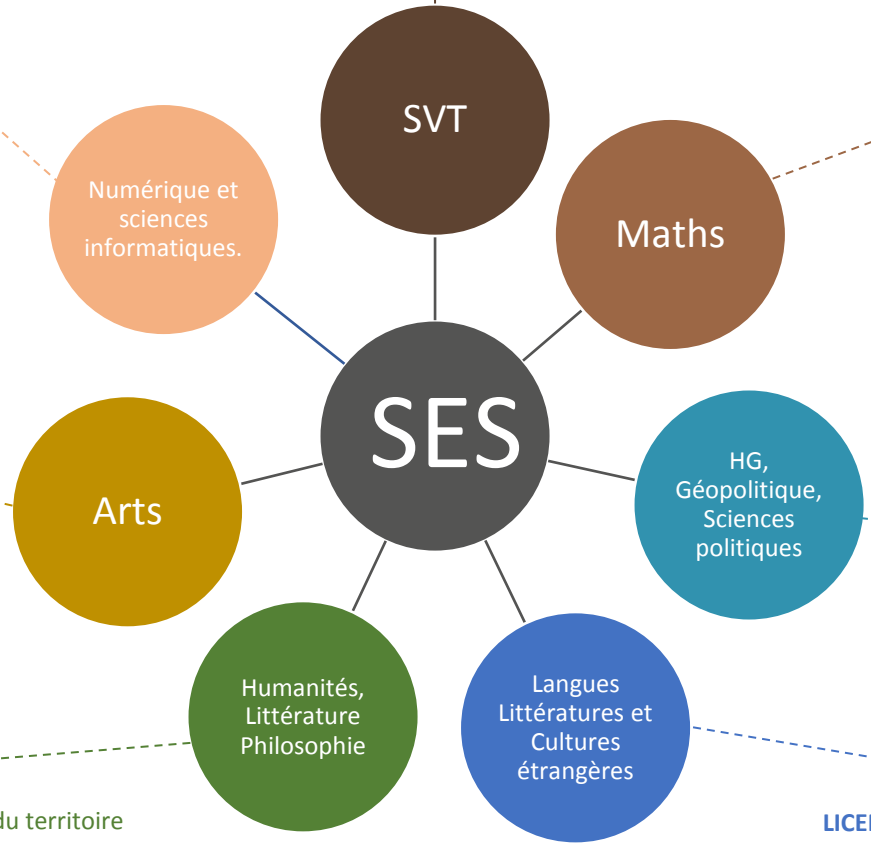 SVT
Numérique et
sciences
informatiques.
Maths
SES
HG,
Géopolitique,
Sciences
politiques
Arts
Humanités,
Littérature
Philosophie
Langues
Littératures et
Cultures
étrangères
du territoire